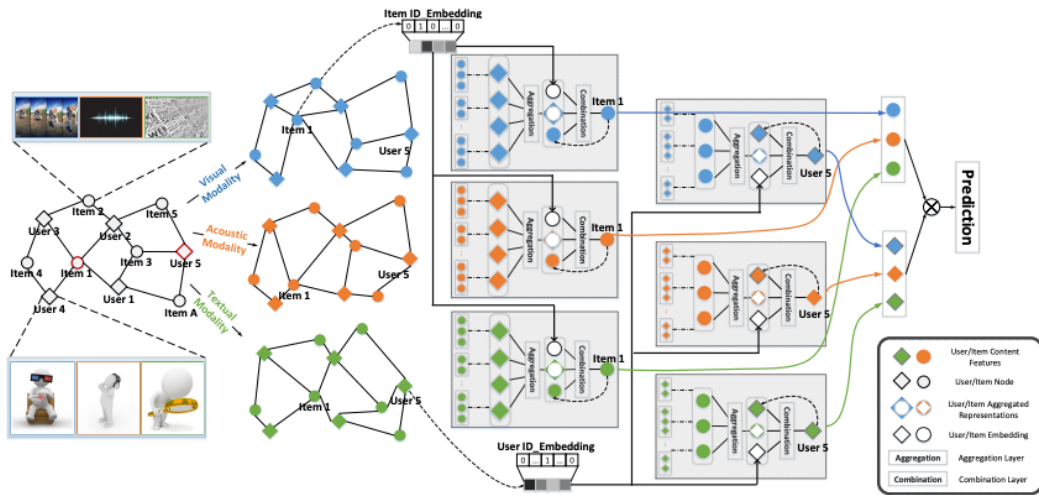 Item ID_Embedding
0 1 0 ... 0
Item 2
Item 5
User 3
User 2
Item 3
User 5
Item 4
Item 1
User 1
User 4
Item A
Visual
Modality
Acoustic
Modality
Textual
Modality
Item 1
User 5
Item 1
User 5
Item 1
User 5
Aggregation
Combination
Item 1
Aggregation
Combination
Item 1
Aggregation
Combination
Item 1
User ID_Embedding
0 ... 1 ... 0
Aggregation
Combination
User 5
Aggregation
Combination
User 5
Aggregation
Combination
User 5
Prediction
User/Item Content
Features
User/Item Node
User/Item Aggregated
Representations
User/Item Embedding
Aggregation
Aggregation Layer
Combination
Combination Layer